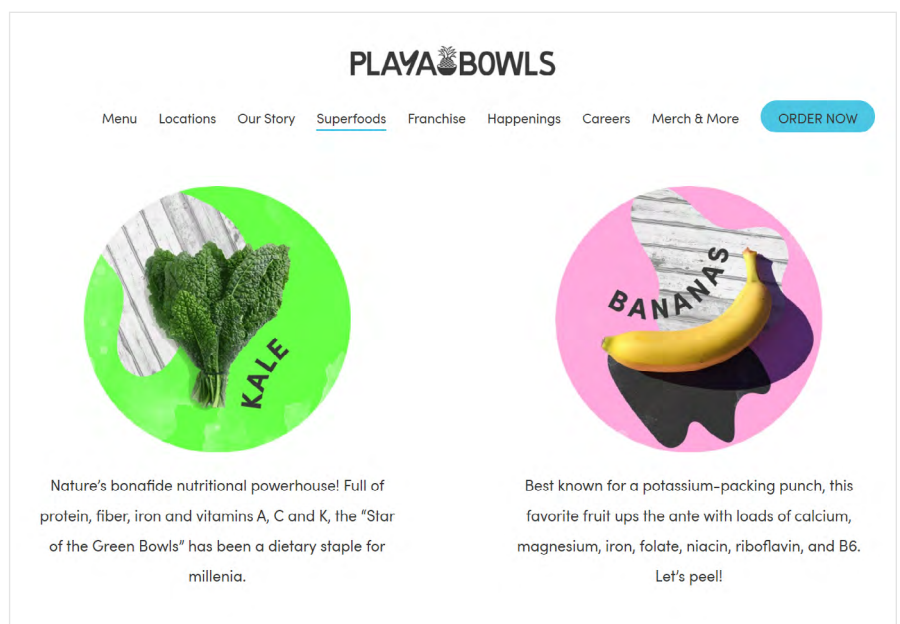 PLAYA BOWLS
Menu Locations Our Story Superfoods Franchise Happenings Careers Merch & More ORDER NOW
KALE
BANANAS
Nature's bonafide nutritional powerhouse! Full of
protein, fiber, iron and vitamins A, C and K, the “Star
of the Green Bowls” has been a dietary staple for
millenia.
Best known for a potassium-packing punch, this
favorite fruit ups the ante with loads of calcium,
magnesium, iron, folate, niacin, riboflavin, and B6.
Let's peel!